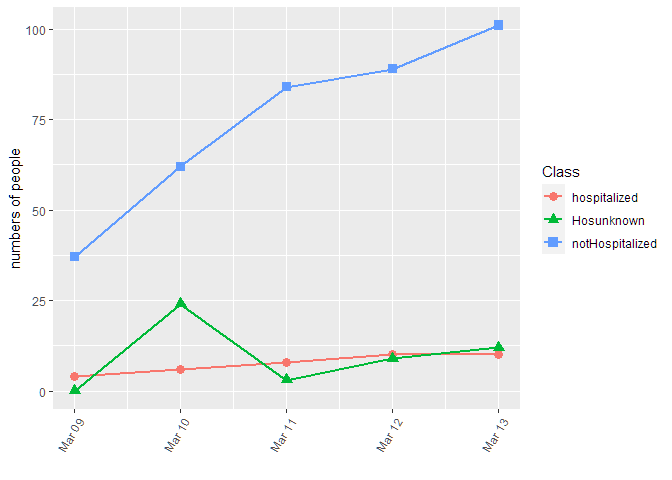 numbers of people
100
75
50
25
0
Mar 09
Mar 10
Mar 11
Mar 12
Mar 13
Class
hospitalized
Hosunknown
notHospitalized